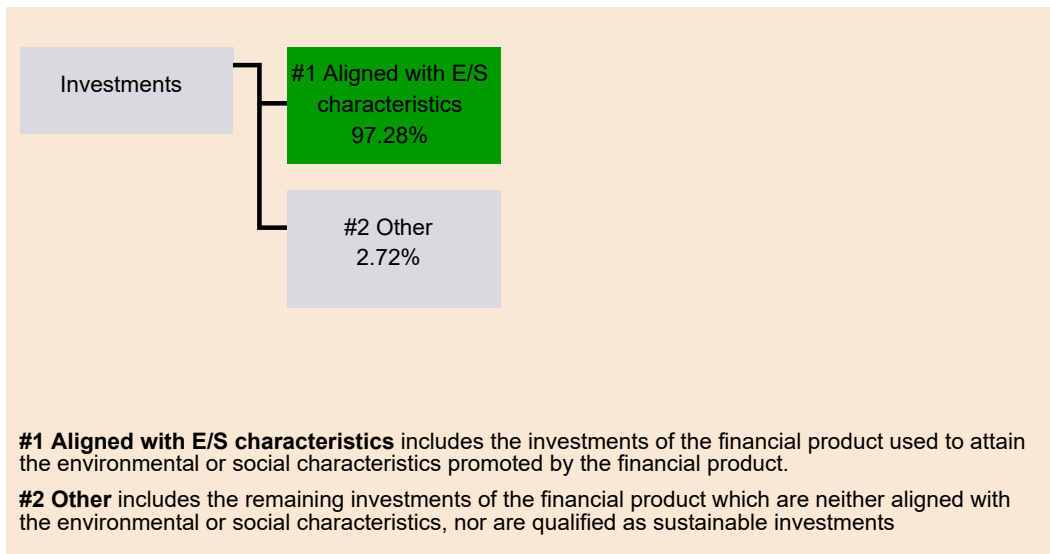 Investments
#1 Aligned with E/S
characteristics
97.28%
#2 Other
2.72%
#1 Aligned with E/S characteristics includes the investments of the financial product used to attain
the environmental or social characteristics promoted by the financial product.
#2 Other includes the remaining investments of the financial product which are neither aligned with
the environmental or social characteristics, nor are qualified as sustainable investments